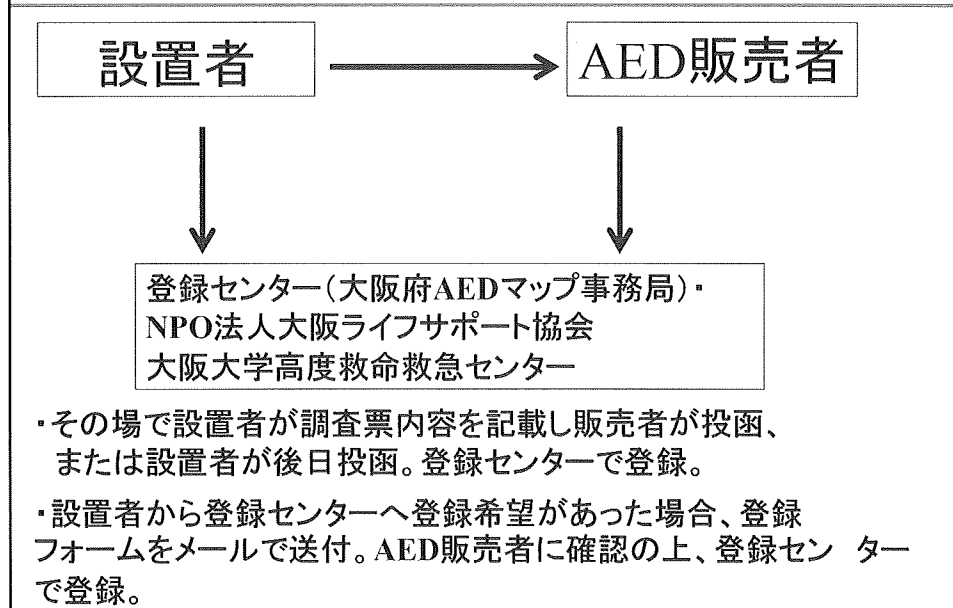 設置者
AED販売者
登録センター(大阪府AEDマップ事務局)・
NPO法人大阪ライフサポート協会
大阪大学高度救命救急センター
・その場で設置者が調査票内容を記載し販売者が投函、
または設置者が後日投函。登録センターで登録。
・設置者から登録センターへ登録希望があった場合、登録
フォームをメールで送付。AED販売者に確認の上、登録セン ター
で登録。